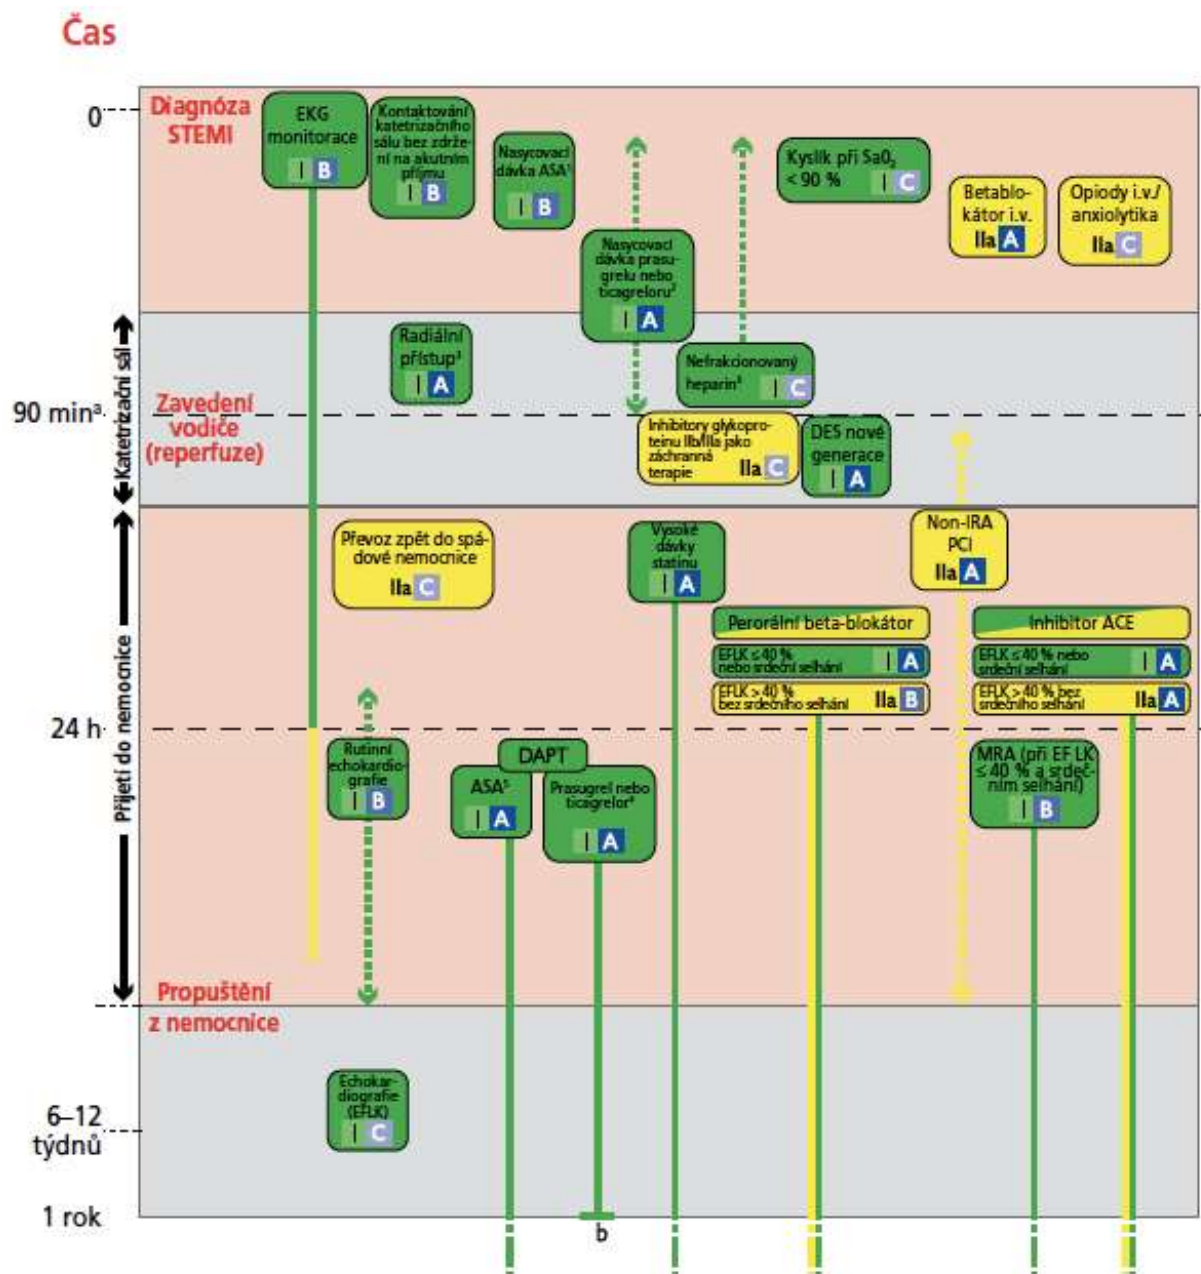 Čas
0
Diagnóza
STEMI
EKG
monitorace
I B
Kontaktování
katetrizačního
sálu bez zdrže-
ní na akutním
příjmu
I B
Nasycovací
dávka ASA¹
I B
Nasycovací
dávka prasu-
grelu nebo
ticagreloru²
I A
Kyslík při SaO₂
< 90 %
I C
Betablo-
kátor i.v.
IIa A
Opiody i.v./
anxiolytika
IIa C
Katetrizační sál
Radiální
přístup³
I A
Nefrakcionovaný
heparin
I C
90 minᵃ
Zavedení
vodiče
(reperfuze)
Inhibitory glykopro-
teinu IIb/IIIa jako
záchranná
terapie
IIa C
DES nové
generace
I A
Přijetí do nemocnice
Převoz zpět do spá-
dové nemocnice
IIa C
Vysoké
dávky
statinu
I A
Non-IRA
PCI
IIa A
Perorální beta-blokátor
EFLK ≤ 40 %
nebo srdeční selhání
I A
EFLK > 40 %
bez srdečního selhání
IIa B
Inhibitor ACE
EFLK ≤ 40 % nebo
srdeční selhání
I A
EFLK > 40 % bez
srdečního selhání
IIa A
24 h
Rutinní
echokardio-
grafie
I B
DAPT
ASA⁵
I A
Prasugrel nebo
ticagrelor
I A
MRA (při EF LK
≤ 40 % a srdeč-
ním selhání)
I B
Propuštění
z nemocnice
Echokar-
diografie
(EFLK)
I C
6–12
týdnů
1 rok
b